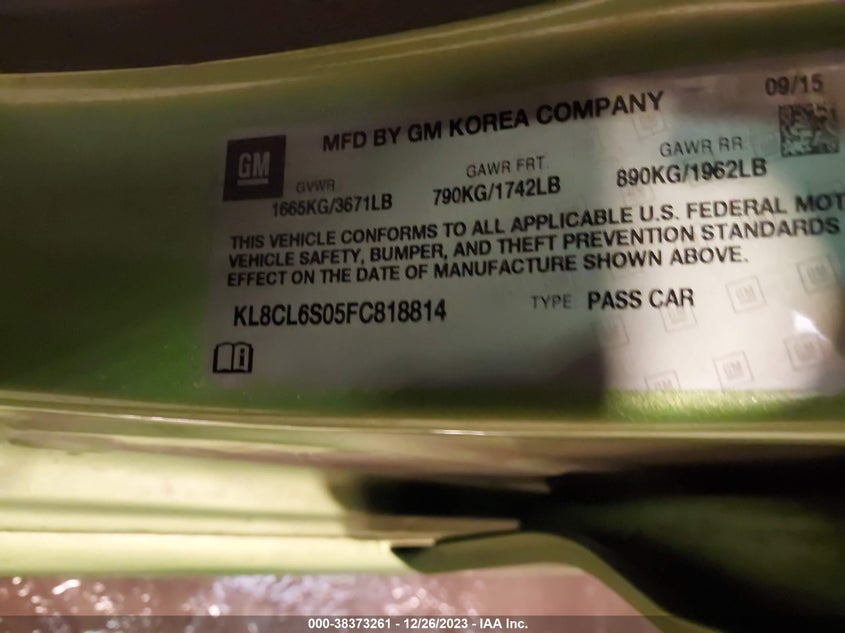 09/15
GM
MFD BY GM KOREA COMPANY
GVWR GAWR FRT. GAWR RR.
1665KG/3671LB 790KG/1742LB 890KG/1962LB
THIS VEHICLE CONFORMS TO ALL APPLICABLE U.S. FEDERAL MOT
VEHICLE SAFETY, BUMPER, AND THEFT PREVENTION STANDARDS
EFFECT ON THE DATE OF MANUFACTURE SHOWN ABOVE.
KL8CL6S05FC818814 TYPE PASS CAR
000-38373261 - 12/26/2023 - IAA Inc.